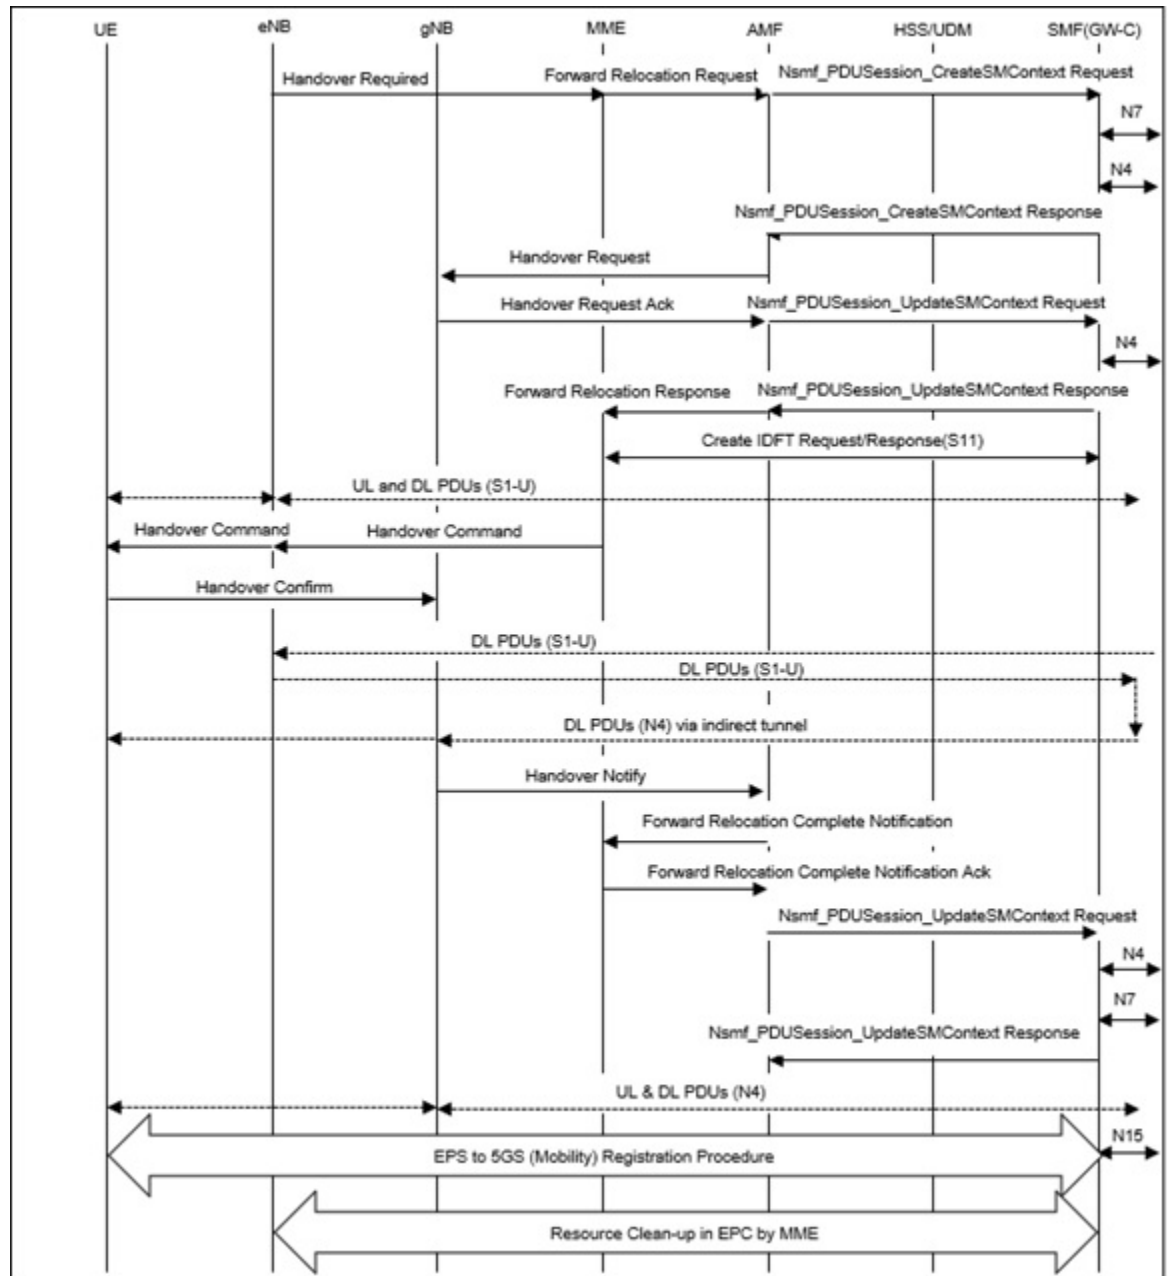 UE eNB gNB MME AMF HSS/UDM SMF(GW-C)
Handover Required Forward Relocation Request Nsmf_PDUSession_CreateSMContext Request
N7
N4
Nsmf_PDUSession_CreateSMContext Response
Handover Request
Handover Request Ack Nsmf_PDUSession_UpdateSMContext Request
N4
Forward Relocation Response Nsmf_PDUSession_UpdateSMContext Response
Create IDFT Request/Response(S11)
UL and DL PDUs (S1-U)
Handover Command Handover Command
Handover Confirm
DL PDUs (S1-U)
DL PDUs (S1-U)
DL PDUs (N4) via indirect tunnel
Handover Notify
Forward Relocation Complete Notification
Forward Relocation Complete Notification Ack
Nsmf_PDUSession_UpdateSMContext Request
N4
N7
Nsmf_PDUSession_UpdateSMContext Response
UL & DL PDUs (N4)
N15
EPS to 5GS (Mobility) Registration Procedure
Resource Clean-up in EPC by MME